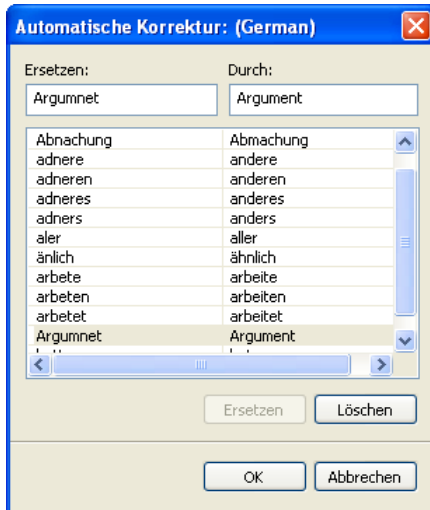 Automatische Korrektur: (German)
Ersetzen: Durch:
Argumnet Argument
Abnachung Abmachung
adnere andere
adneren anderen
adneres anderes
adners anders
aler aller
änlich ähnlich
arbete arbeite
arbeten arbeiten
arbetet arbeitet
Argumnet Argument
Ersetzen Löschen
OK Abbrechen